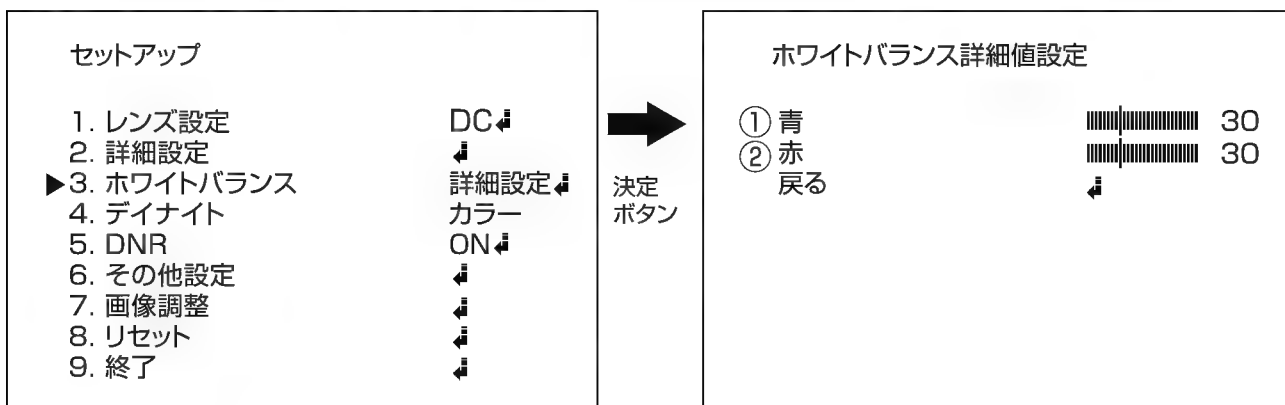 セットアップ
1. レンズ設定 DC↲
2. 詳細設定 ↲
▶3. ホワイトバランス 詳細設定↲
4. デイナイト カラー
5. DNR ON↲
6. その他設定 ↲
7. 画像調整 ↲
8. リセット ↲
9. 終了 ↲
決定
ボタン
ホワイトバランス詳細値設定
① 青 30
② 赤 30
戻る ↲